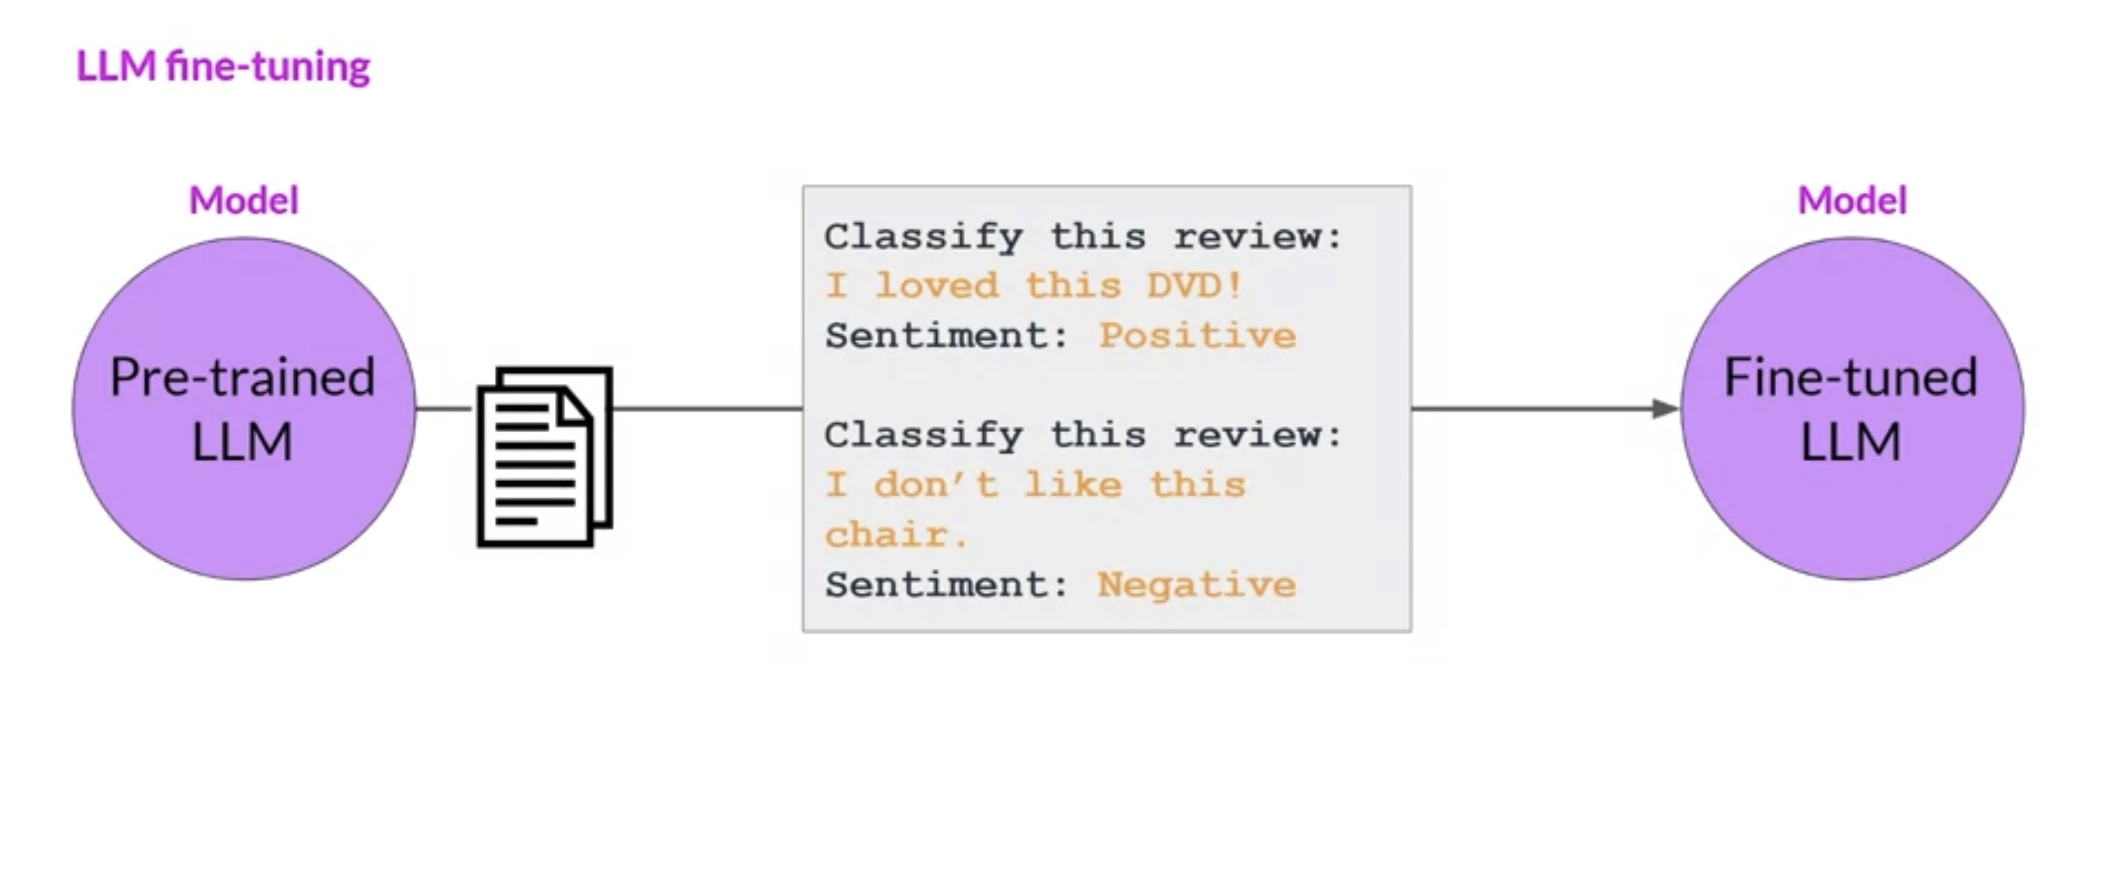 LLM fine-tuning
Model
Pre-trained
LLM
Classify this review:
I loved this DVD!
Sentiment: Positive
Classify this review:
I don’t like this
chair.
Sentiment: Negative
Model
Fine-tuned
LLM